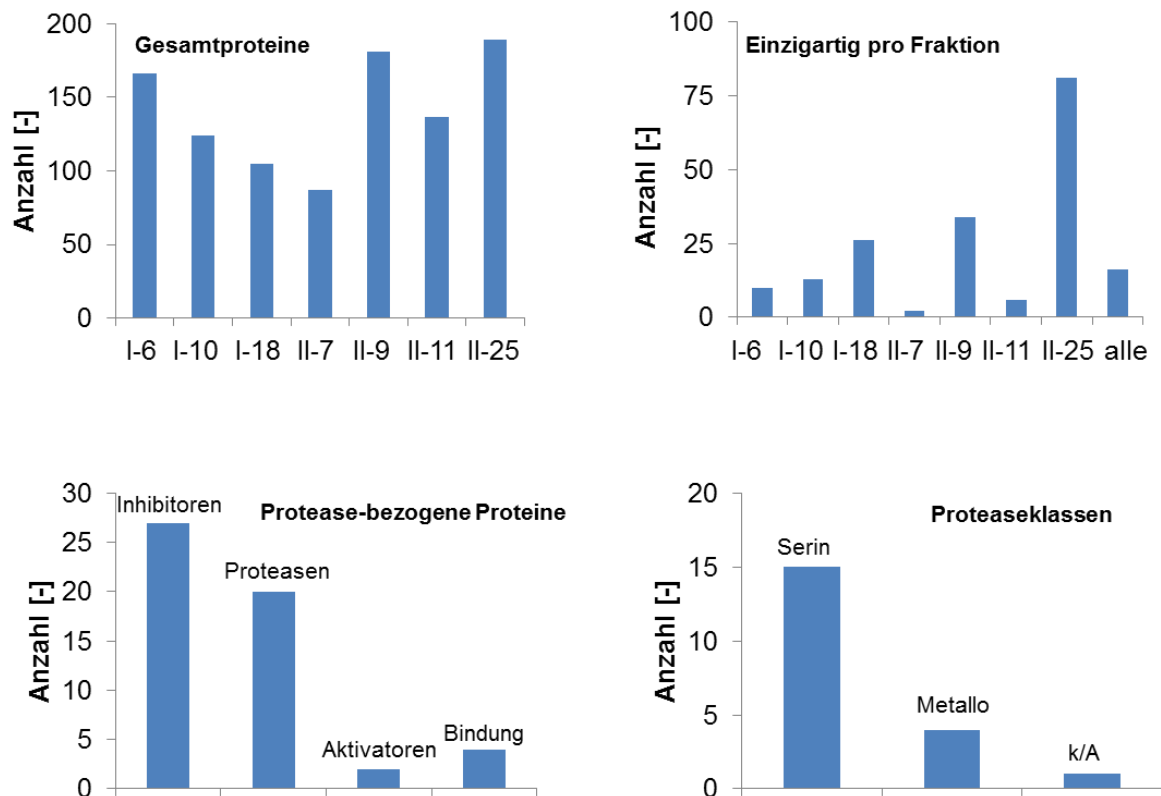 Gesamtproteine
Anzahl [-]
200
150
100
50
0
I-6 I-10 I-18 II-7 II-9 II-11 II-25
Einzigartig pro Fraktion
Anzahl [-]
100
75
50
25
0
I-6 I-10 I-18 II-7 II-9 II-11 II-25 alle
Protease-bezogene Proteine
Anzahl [-]
30
25
20
15
10
5
0
Inhibitoren
Proteasen
Aktivatoren
Bindung
Proteaseklassen
Anzahl [-]
20
15
10
5
0
Serin
Metallo
k/A